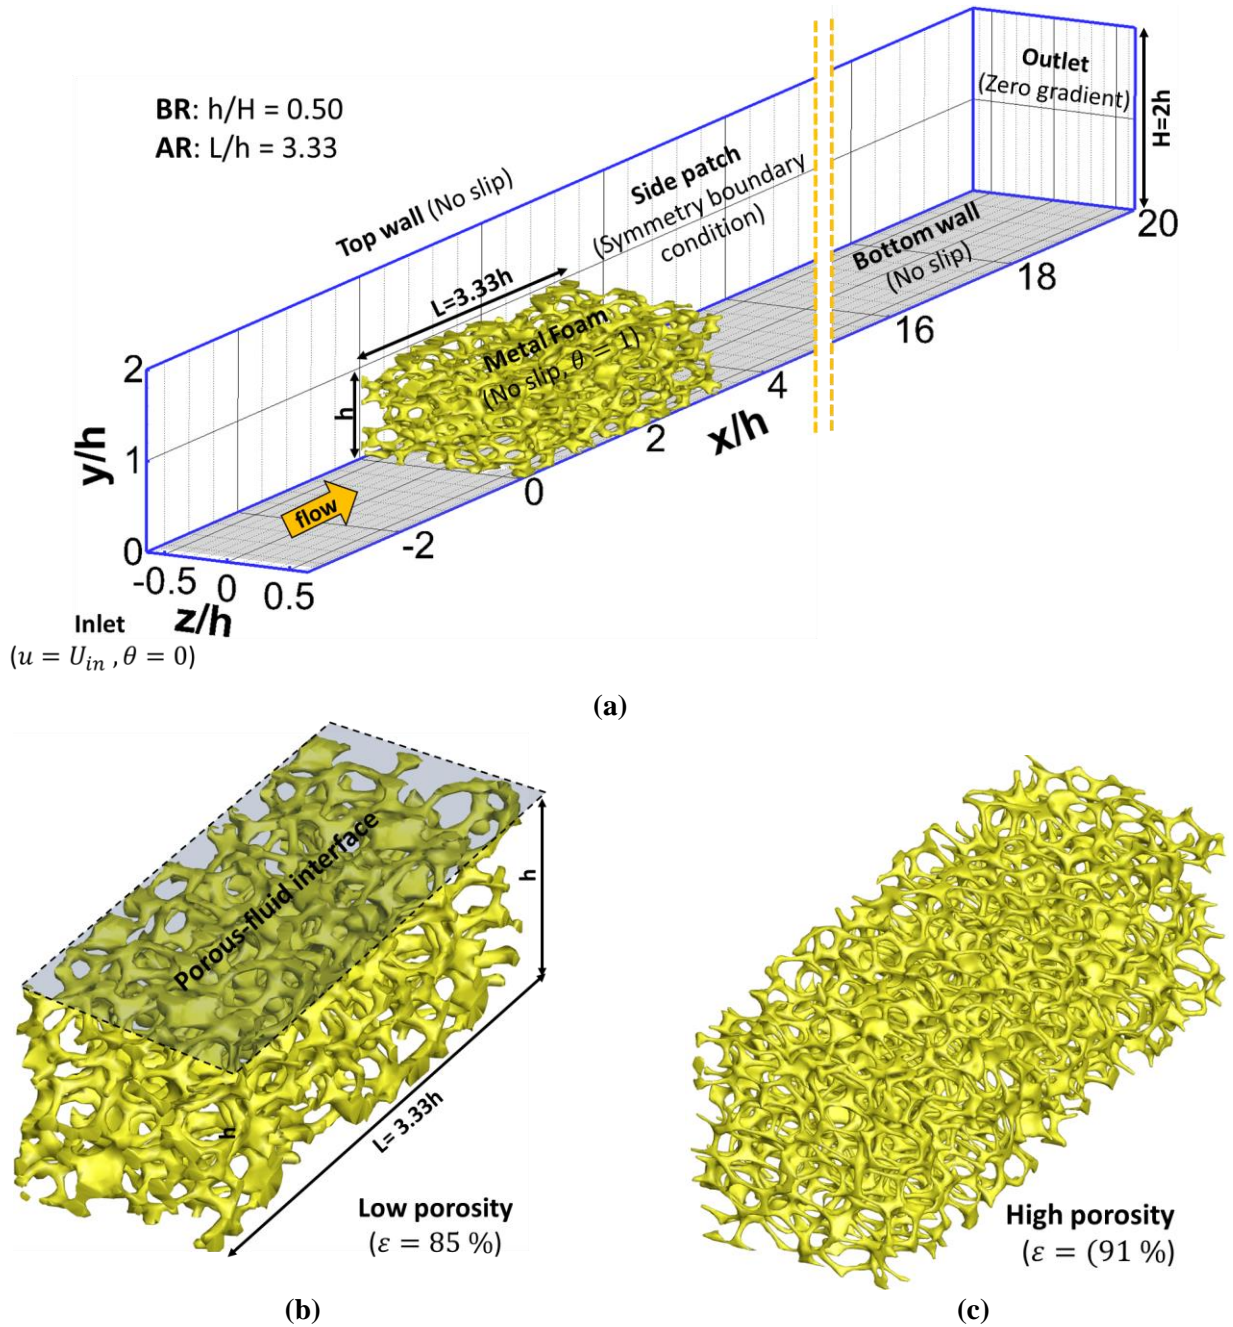 BR: h/H = 0.50
AR: L/h = 3.33
Outlet
(Zero gradient)
H=2h
Side patch
(Symmetry boundary
condition)
Top wall (No slip)
Bottom wall
(No slip)
L=3.33h
Metal Foam
(No slip, θ = 1)
h
y/h
2
1
0
flow
-0.5 0 0.5
z/h
-2
0
2
4
16
18
20
x/h
Inlet
(u = U_in , θ = 0)
(a)
Porous-fluid interface
h
h
L= 3.33h
Low porosity
(ε = 85 %)
(b)
High porosity
(ε = (91 %)
(c)